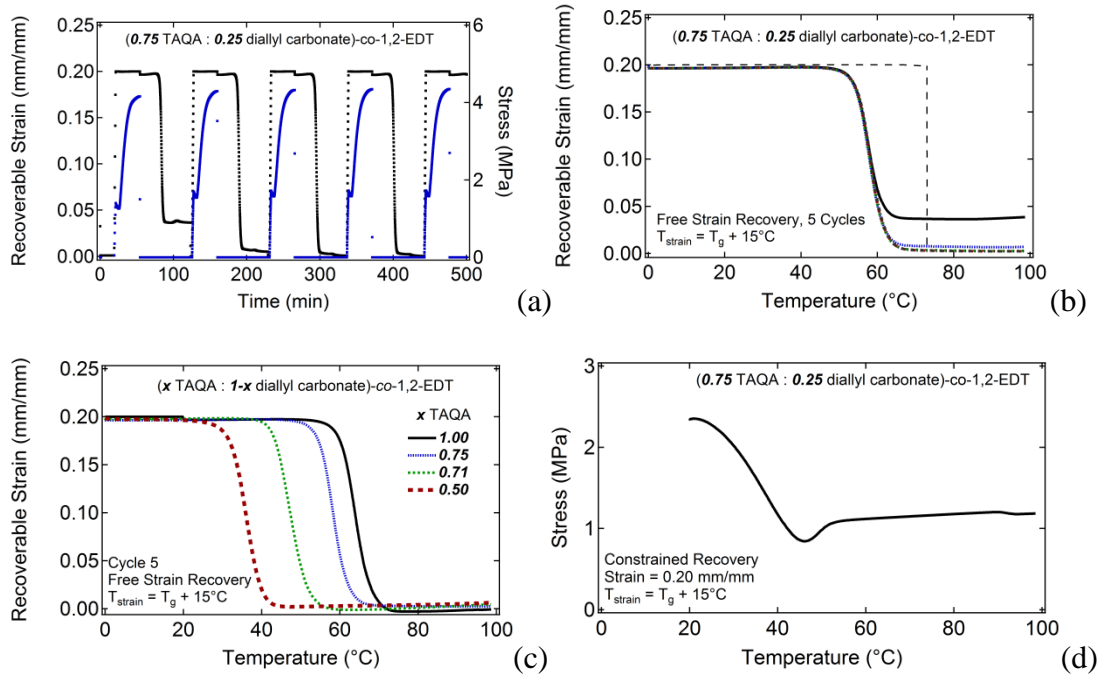 (0.75 TAQA : 0.25 diallyl carbonate)-co-1,2-EDT
Recoverable Strain (mm/mm)
0.25
0.20
0.15
0.10
0.05
0.00
6
4
2
0
Stress (MPa)
0 100 200 300 400 500
Time (min)
(a)
(0.75 TAQA : 0.25 diallyl carbonate)-co-1,2-EDT
Recoverable Strain (mm/mm)
0.25
0.20
0.15
0.10
0.05
0.00
Free Strain Recovery, 5 Cycles
Tstrain = Tg + 15°C
0 20 40 60 80 100
Temperature (°C)
(b)
(x TAQA : 1-x diallyl carbonate)-co-1,2-EDT
Recoverable Strain (mm/mm)
0.25
0.20
0.15
0.10
0.05
0.00
x TAQA
1.00
0.75
0.71
0.50
Cycle 5
Free Strain Recovery
Tstrain = Tg + 15°C
0 20 40 60 80 100
Temperature (°C)
(c)
(0.75 TAQA : 0.25 diallyl carbonate)-co-1,2-EDT
Stress (MPa)
3
2
1
0
Constrained Recovery
Strain = 0.20 mm/mm
Tstrain = Tg + 15°C
0 20 40 60 80 100
Temperature (°C)
(d)